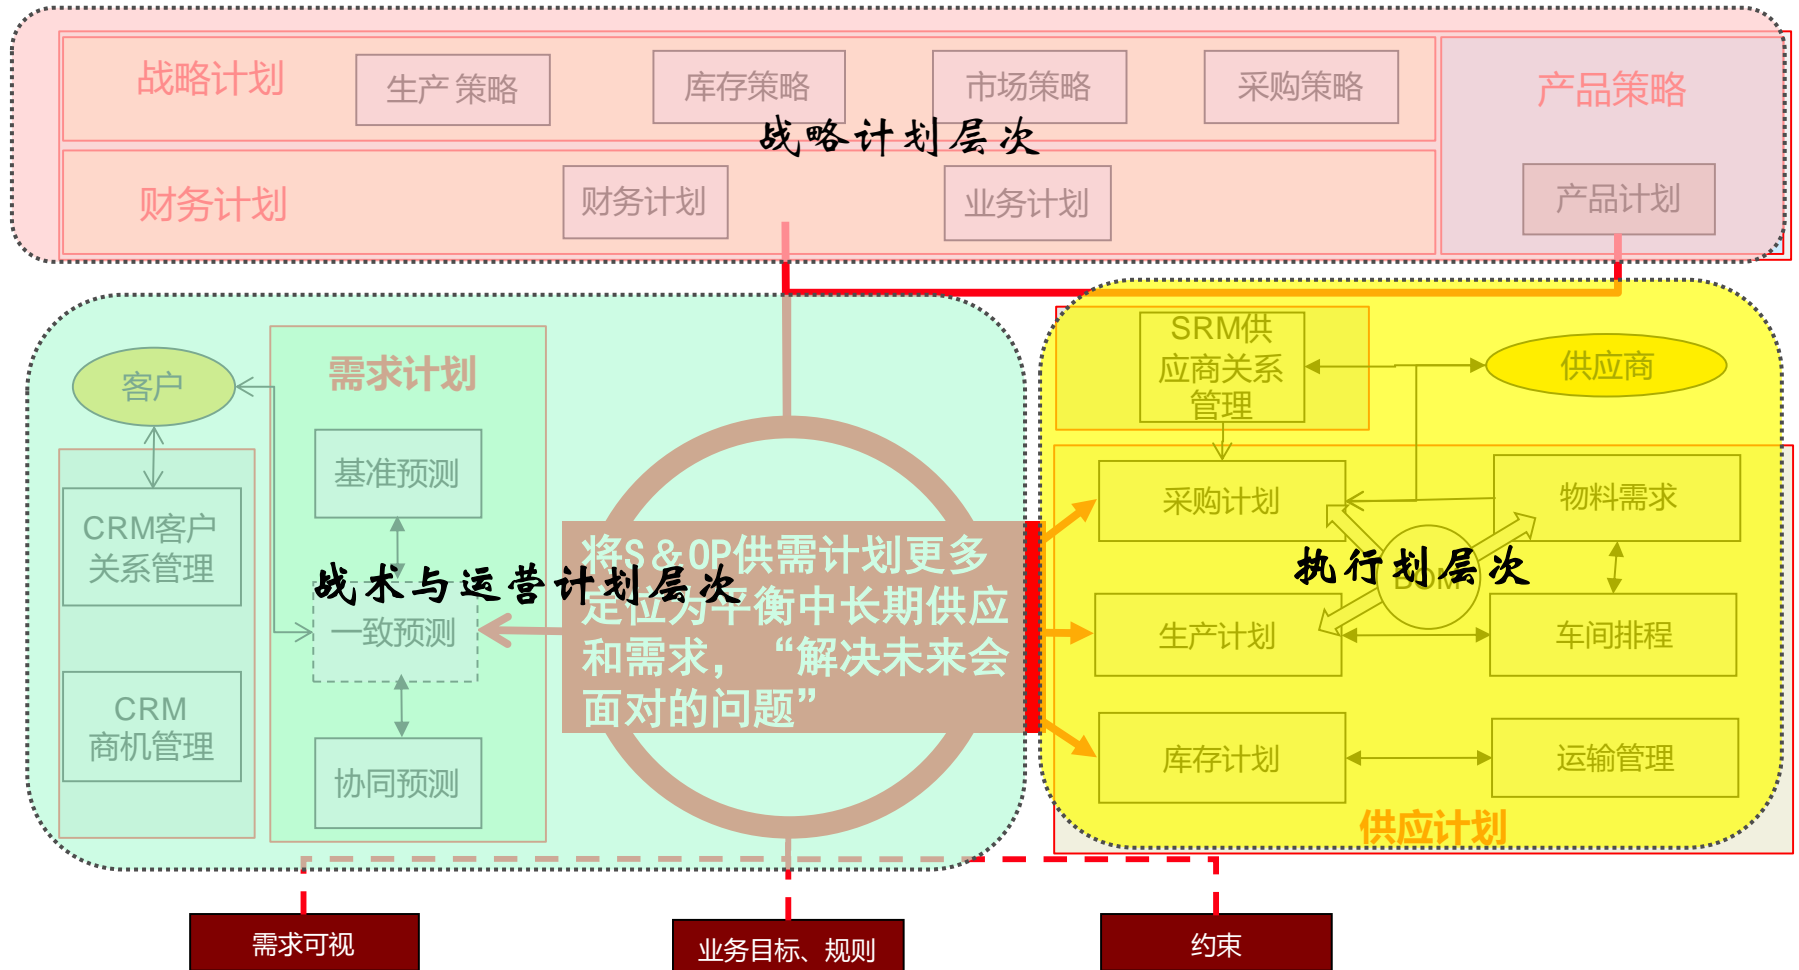 战略计划
生产 策略
库存策略
市场策略
采购策略
产品策略
战略计划层次
财务计划
财务计划
业务计划
产品计划
客户
需求计划
基准预测
CRM客户
关系管理
一致预测
CRM
商机管理
协同预测
战术与运营计划层次
将S＆OP供需计划更多
定位为平衡中长期供应
和需求，“解决未来会
面对的问题”
SRM供
应商关系
管理
供应商
采购计划
物料需求
执行划层次
BOM
生产计划
车间排程
库存计划
运输管理
供应计划
需求可视
业务目标、规则
约束